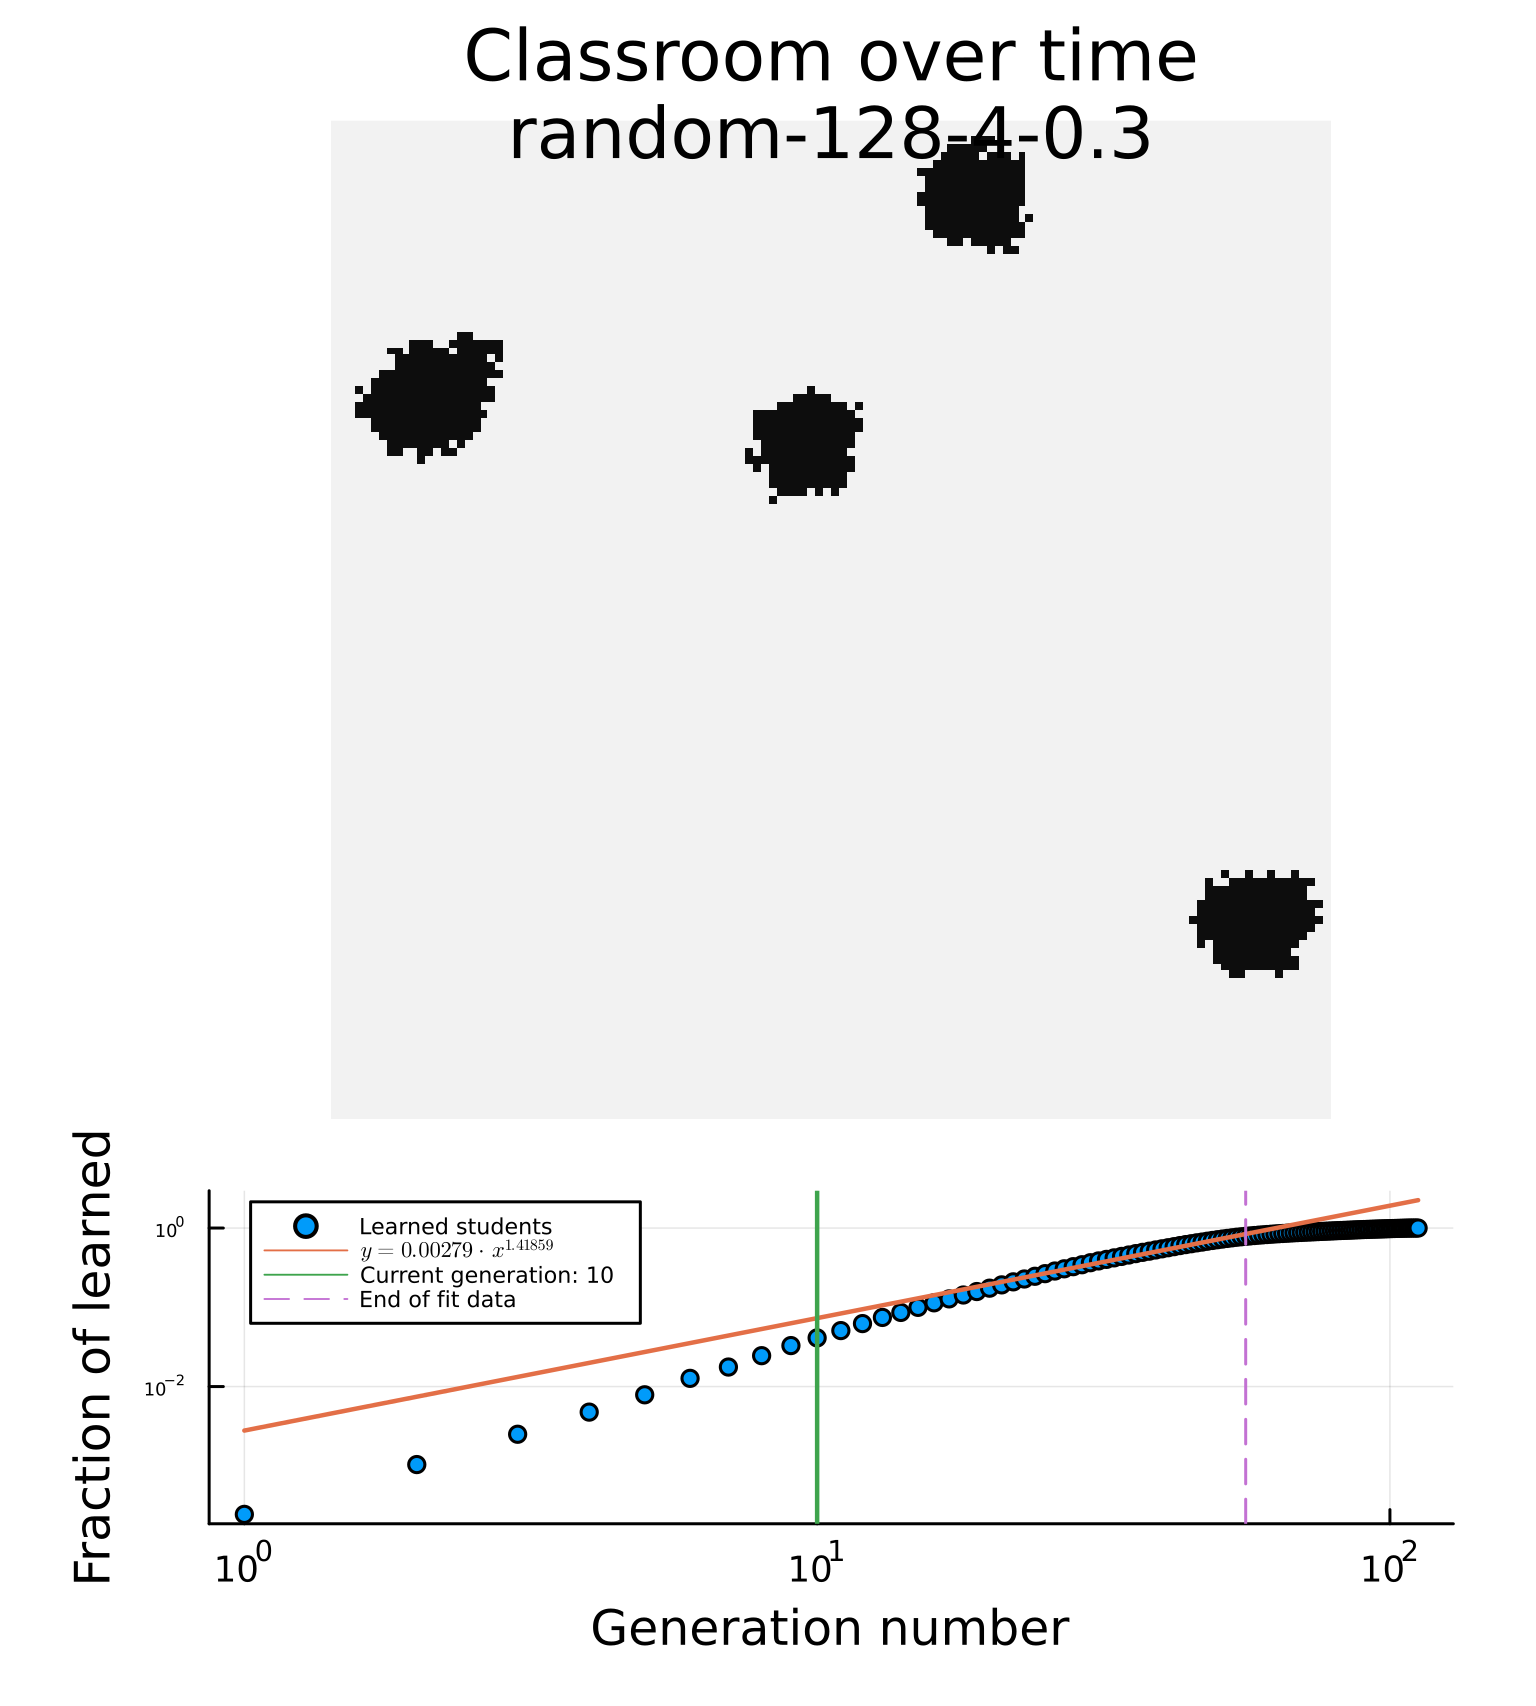 Classroom over time
random-128-4-0.3
Fraction of learned
10^0
10^−2
Learned students
y = 0.00279 · x^1.41859
Current generation: 10
End of fit data
10^0
10^1
10^2
Generation number